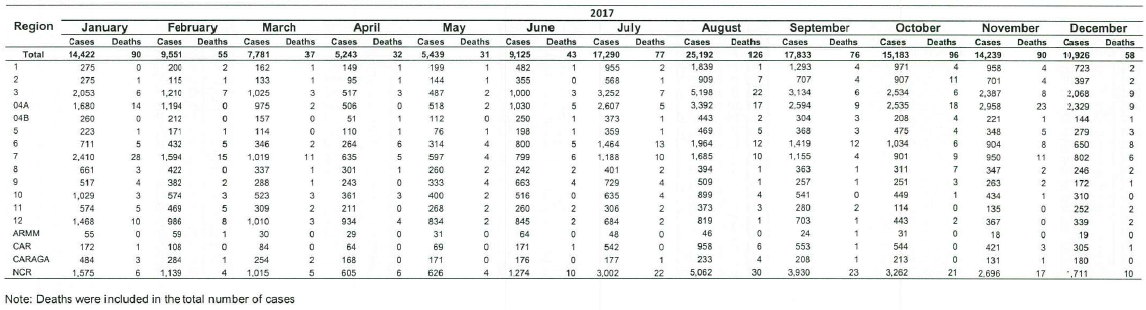 2017
Region January February March April May June July August September October November December
Cases Deaths Cases Deaths Cases Deaths Cases Deaths Cases Deaths Cases Deaths Cases Deaths Cases Deaths Cases Deaths Cases Deaths Cases Deaths Cases Deaths
Total 14,422 90 9,551 55 7,781 37 5,243 32 5,439 31 9,125 43 17,290 77 25,192 126 17,833 76 15,183 96 14,239 90 10,926 58
1 275 0 200 2 162 1 149 1 199 1 482 1 955 2 1,839 1 1,293 4 971 4 958 4 723 2
2 275 1 115 1 133 1 95 1 144 1 355 0 568 1 909 7 707 4 907 11 701 4 397 2
3 2,053 6 1,210 7 1,025 3 517 3 487 2 1,000 3 3,252 7 5,198 22 3,134 6 2,534 6 2,387 8 2,068 9
04A 1,680 14 1,194 0 975 2 506 0 518 2 1,030 5 2,607 5 3,392 17 2,594 9 2,535 18 2,958 23 2,329 9
04B 260 0 212 0 157 0 51 1 112 0 250 1 373 1 443 2 304 3 208 4 221 1 144 1
5 223 1 171 1 114 0 110 1 76 1 198 1 359 1 469 5 368 3 475 4 348 5 279 3
6 711 5 432 5 346 2 264 6 314 4 800 5 1,464 13 1,964 12 1,419 12 1,034 6 904 8 650 8
7 2,410 28 1,594 15 1,019 11 635 5 597 4 799 6 1,188 10 1,685 10 1,155 4 901 9 950 11 802 6
8 661 3 422 0 337 1 301 1 260 2 242 2 401 2 394 1 363 1 311 7 347 2 246 2
9 517 4 382 2 288 1 243 0 333 4 663 4 729 4 509 1 257 1 251 3 263 2 172 1
10 1,029 3 574 3 523 3 361 3 400 2 516 0 635 4 899 4 541 0 449 1 434 1 310 0
11 574 5 469 5 309 2 211 0 268 2 260 2 306 2 373 3 280 2 114 0 135 0 252 2
12 1,468 10 986 8 1,010 3 934 4 834 2 845 2 684 2 819 1 703 1 443 2 367 0 339 2
ARMM 55 0 59 1 30 0 29 0 31 0 64 0 48 0 46 0 24 1 31 0 18 0 19 0
CAR 172 1 108 0 84 0 64 0 69 0 171 1 542 0 958 6 553 1 544 0 421 3 305 1
CARAGA 484 3 284 1 254 2 168 0 171 0 176 0 177 1 233 4 208 1 213 0 131 1 180 0
NCR 1,575 6 1,139 4 1,015 5 605 6 626 4 1,274 10 3,002 22 5,062 30 3,930 23 3,262 21 2,696 17 1,711 10
Note: Deaths were included in the total number of cases